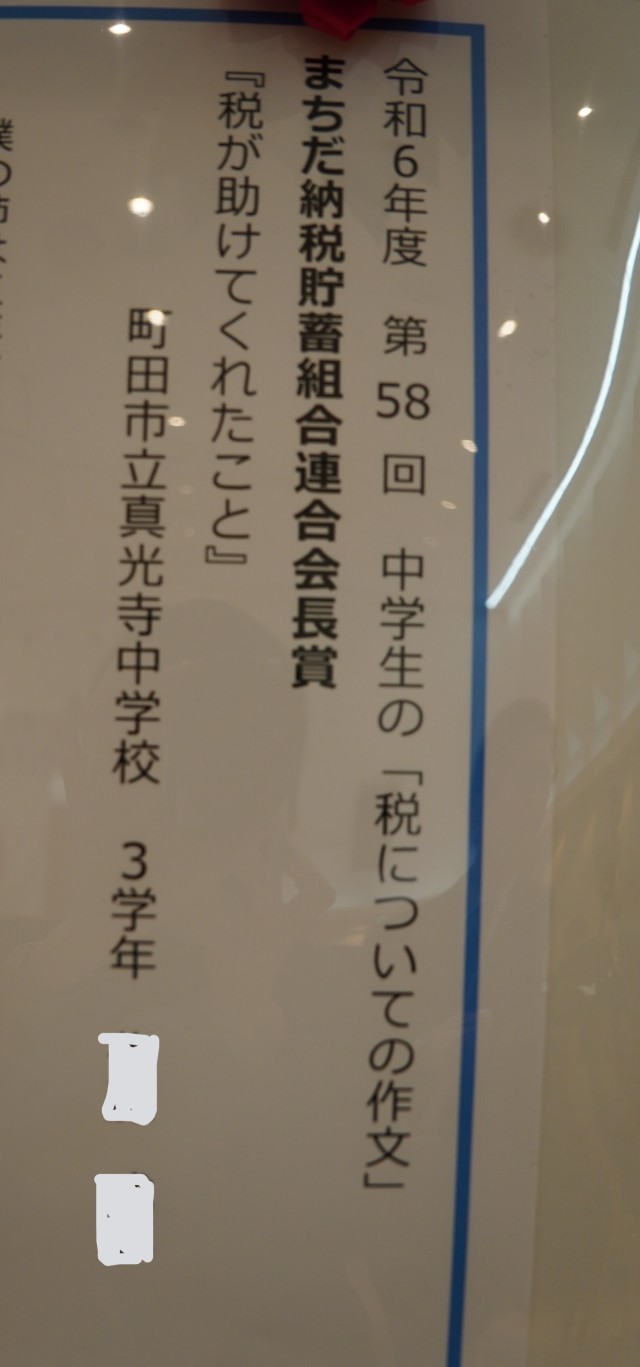 令和6年度　第58回　中学生の「税についての作文」
まちだ納税貯蓄組合連合会長賞
『税が助けてくれたこと』
町田市立真光寺中学校　3学年